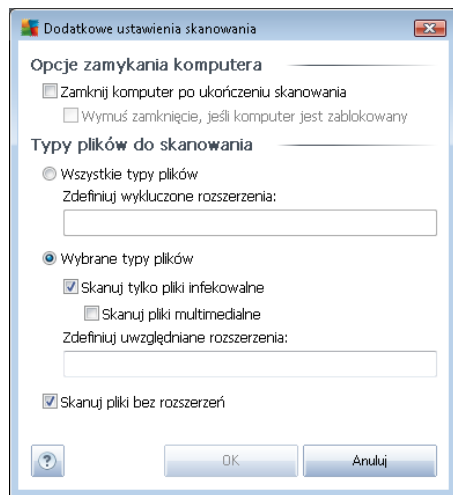 Dodatkowe ustawienia skanowania
Opcje zamykania komputera
Zamknij komputer po ukończeniu skanowania
Wymuś zamknięcie, jeśli komputer jest zablokowany
Typy plików do skanowania
Wszystkie typy plików
Zdefiniuj wykluczone rozszerzenia:
Wybrane typy plików
Skanuj tylko pliki infekowalne
Skanuj pliki multimedialne
Zdefiniuj uwzględniane rozszerzenia:
Skanuj pliki bez rozszerzeń
? OK Anuluj